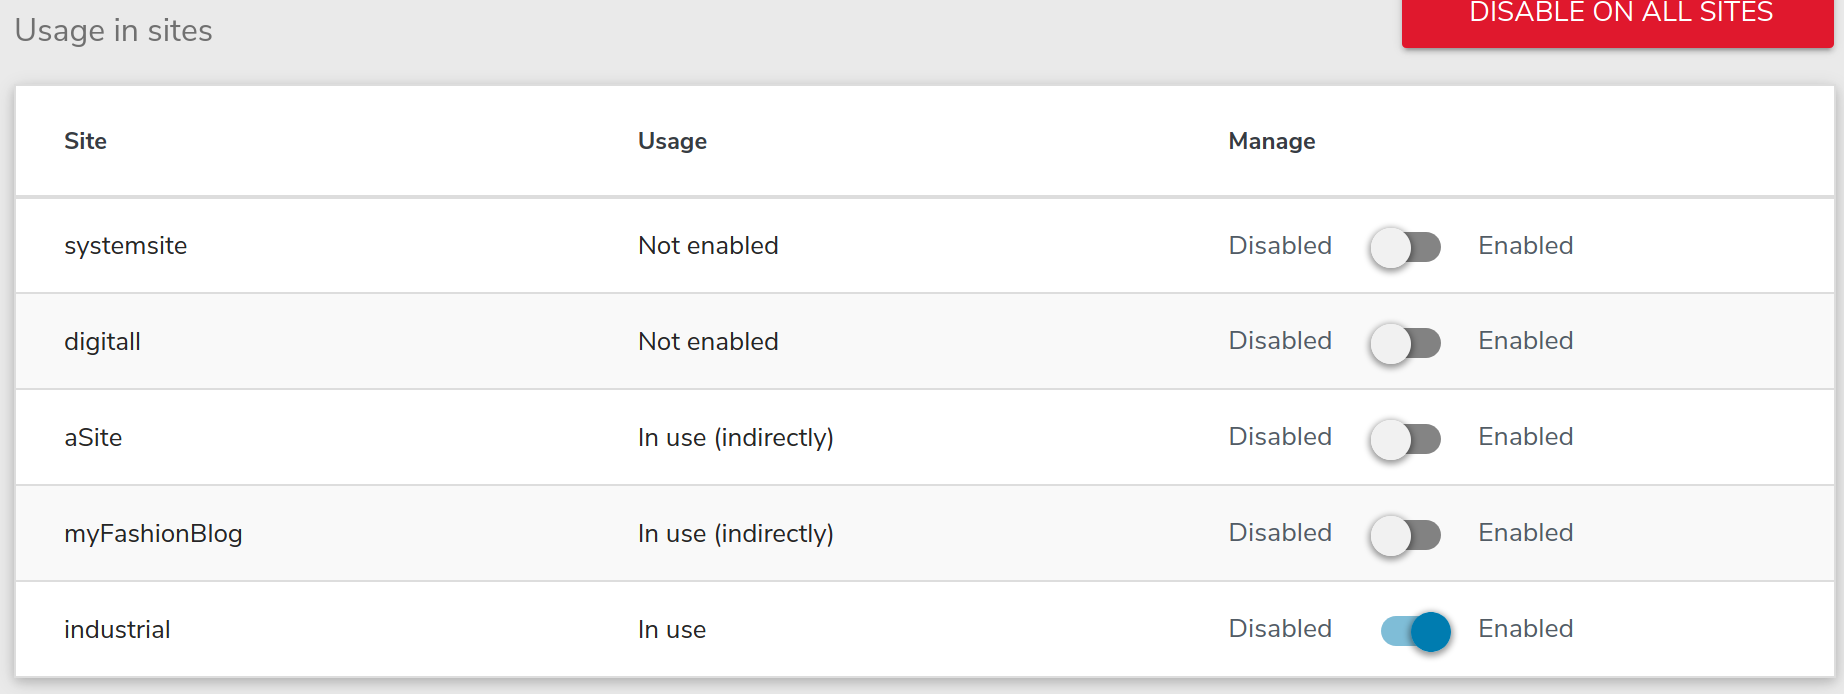 Usage in sites
DISABLE ON ALL SITES
Site Usage Manage
systemsite Not enabled Disabled Enabled
digitall Not enabled Disabled Enabled
aSite In use (indirectly) Disabled Enabled
myFashionBlog In use (indirectly) Disabled Enabled
industrial In use Disabled Enabled